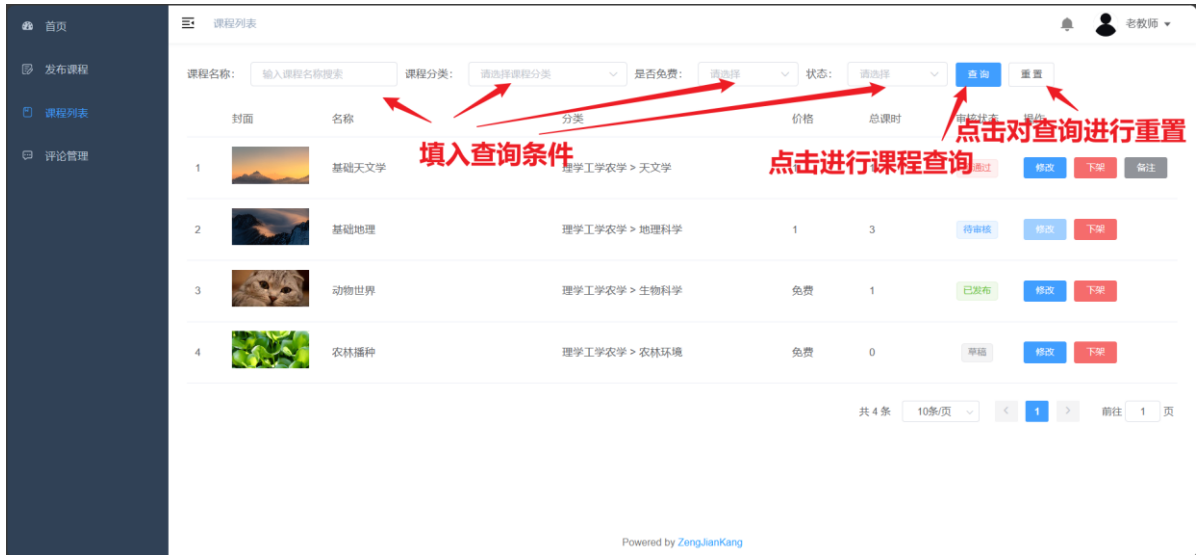 首页
发布课程
课程列表
评论管理
课程列表
老教师
课程名称： 输入课程名称搜索 课程分类： 请选择课程分类 是否免费： 请选择 状态： 请选择 查询 重置
封面 名称 分类 价格 总课时 审核状态 操作
填入查询条件
点击进行课程查询
点击对查询进行重置
1 基础天文学 理学工学农学 > 天文学 通过 修改 下架 备注
2 基础地理 理学工学农学 > 地理科学 1 3 待审核 修改 下架
3 动物世界 理学工学农学 > 生物科学 免费 1 已发布 修改 下架
4 农林播种 理学工学农学 > 农林环境 免费 0 草稿 修改 下架
共 4 条 10条/页 1 前往 1 页
Powered by ZengJianKang